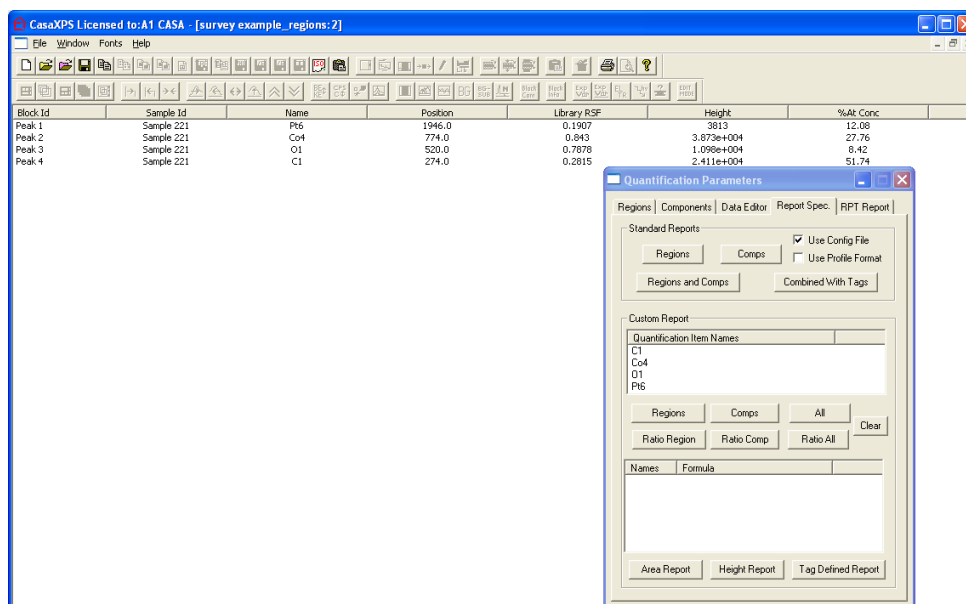 CasaXPS Licensed to:A1 CASA - [survey example_regions:2]
File Window Fonts Help
Block Id Sample Id Name Position Library RSF Height %At Conc
Peak 1 Sample 221 Pt6 1946.0 0.1907 3813 12.08
Peak 2 Sample 221 Co4 774.0 0.843 3.873e+004 27.76
Peak 3 Sample 221 O1 520.0 0.7878 1.098e+004 8.42
Peak 4 Sample 221 C1 274.0 0.2815 2.411e+004 51.74
Quantification Parameters
Regions Components Data Editor Report Spec. RPT Report
Standard Reports
Use Config File
Regions Comps Use Profile Format
Regions and Comps Combined With Tags
Custom Report
Quantification Item Names
C1
Co4
O1
Pt6
Regions Comps All
Clear
Ratio Region Ratio Comp Ratio All
Names Formula
Area Report Height Report Tag Defined Report